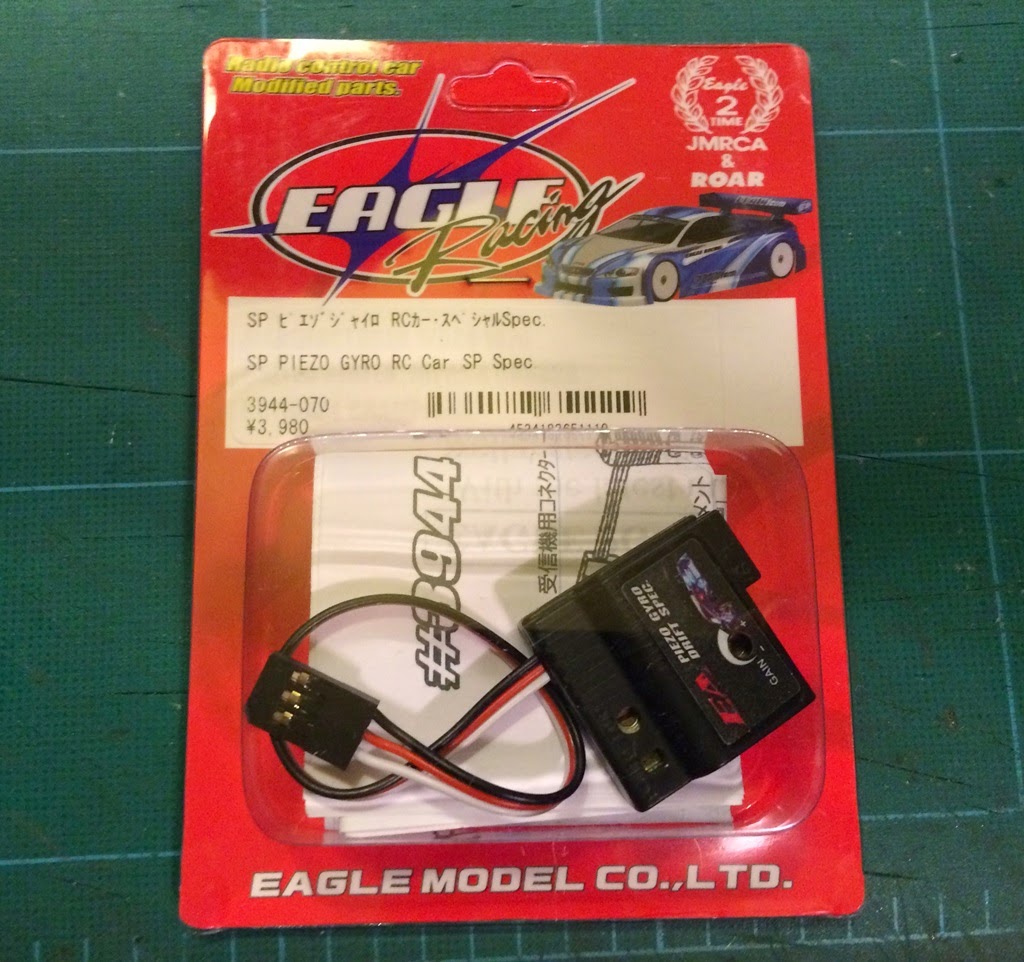 Radio control car
Modified parts.
Eagle
2
TIME
JMRCA
&
ROAR
EAGLE
Racing
SP ピエゾジャイロ RCカー・スペシャルSpec.
SP PIEZO GYRO RC Car SP Spec.
3944-070
¥3,980
#3944
受信機用コネクター
PIEZO GYRO
DRIFT SPEC.
+
GAIN -
EAGLE MODEL CO.,LTD.